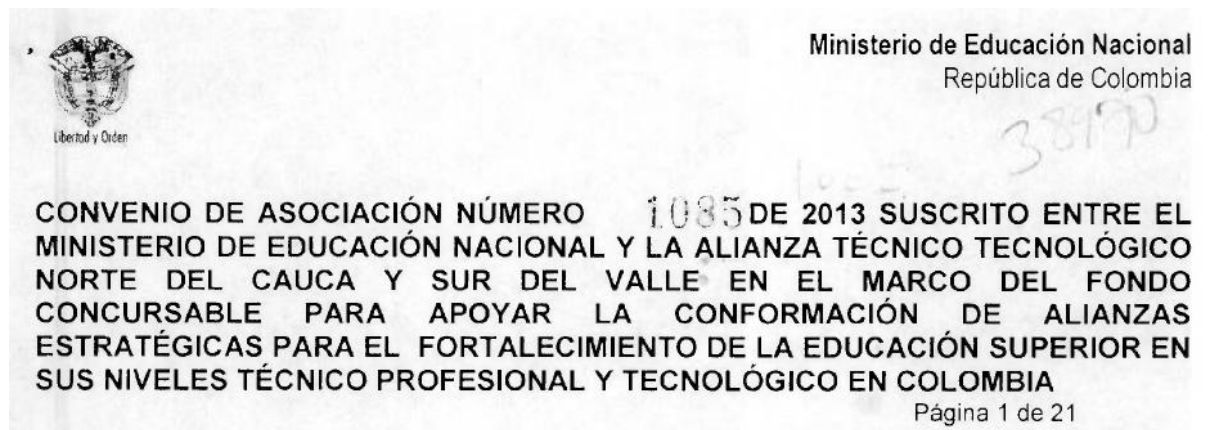 Ministerio de Educación Nacional
República de Colombia
Libertad y Orden
38970
CONVENIO DE ASOCIACIÓN NÚMERO 1085 DE 2013 SUSCRITO ENTRE EL
MINISTERIO DE EDUCACIÓN NACIONAL Y LA ALIANZA TÉCNICO TECNOLÓGICO
NORTE DEL CAUCA Y SUR DEL VALLE EN EL MARCO DEL FONDO
CONCURSABLE PARA APOYAR LA CONFORMACIÓN DE ALIANZAS
ESTRATÉGICAS PARA EL FORTALECIMIENTO DE LA EDUCACIÓN SUPERIOR EN
SUS NIVELES TÉCNICO PROFESIONAL Y TECNOLÓGICO EN COLOMBIA
Página 1 de 21